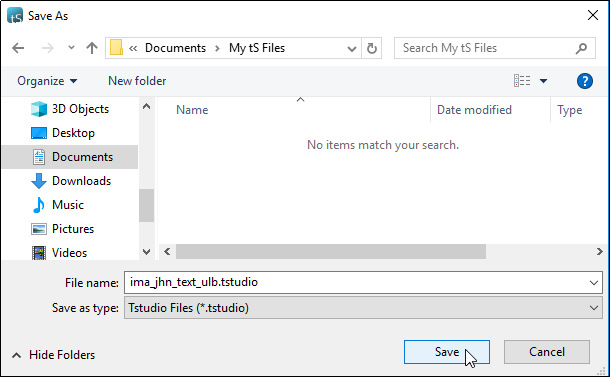 tS Save As
« Documents > My tS Files
Search My tS Files
Organize
New folder
?
3D Objects
Desktop
Documents
Downloads
Music
Pictures
Videos
Name
Date modified
Type
No items match your search.
File name: ima_jhn_text_ulb.tstudio
Save as type: Tstudio Files (*.tstudio)
Hide Folders
Save
Cancel